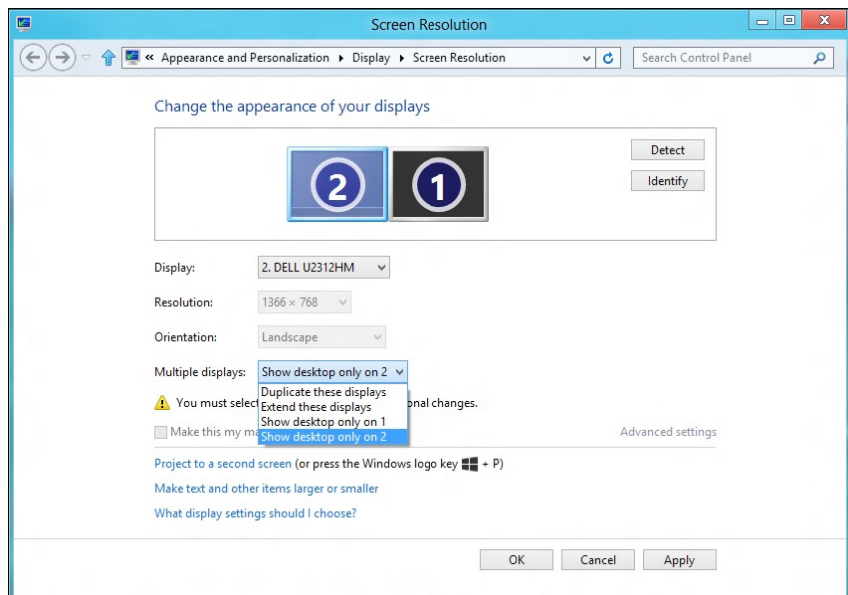 Screen Resolution
« Appearance and Personalization Display Screen Resolution Search Control Panel
Change the appearance of your displays
2 1
Detect
Identify
Display: 2. DELL U2312HM
Resolution: 1366 × 768
Orientation: Landscape
Multiple displays: Show desktop only on 2
Duplicate these displays
Extend these displays
Show desktop only on 1
Show desktop only on 2
You must select onal changes.
Make this my Advanced settings
Project to a second screen (or press the Windows logo key + P)
Make text and other items larger or smaller
What display settings should I choose?
OK Cancel Apply